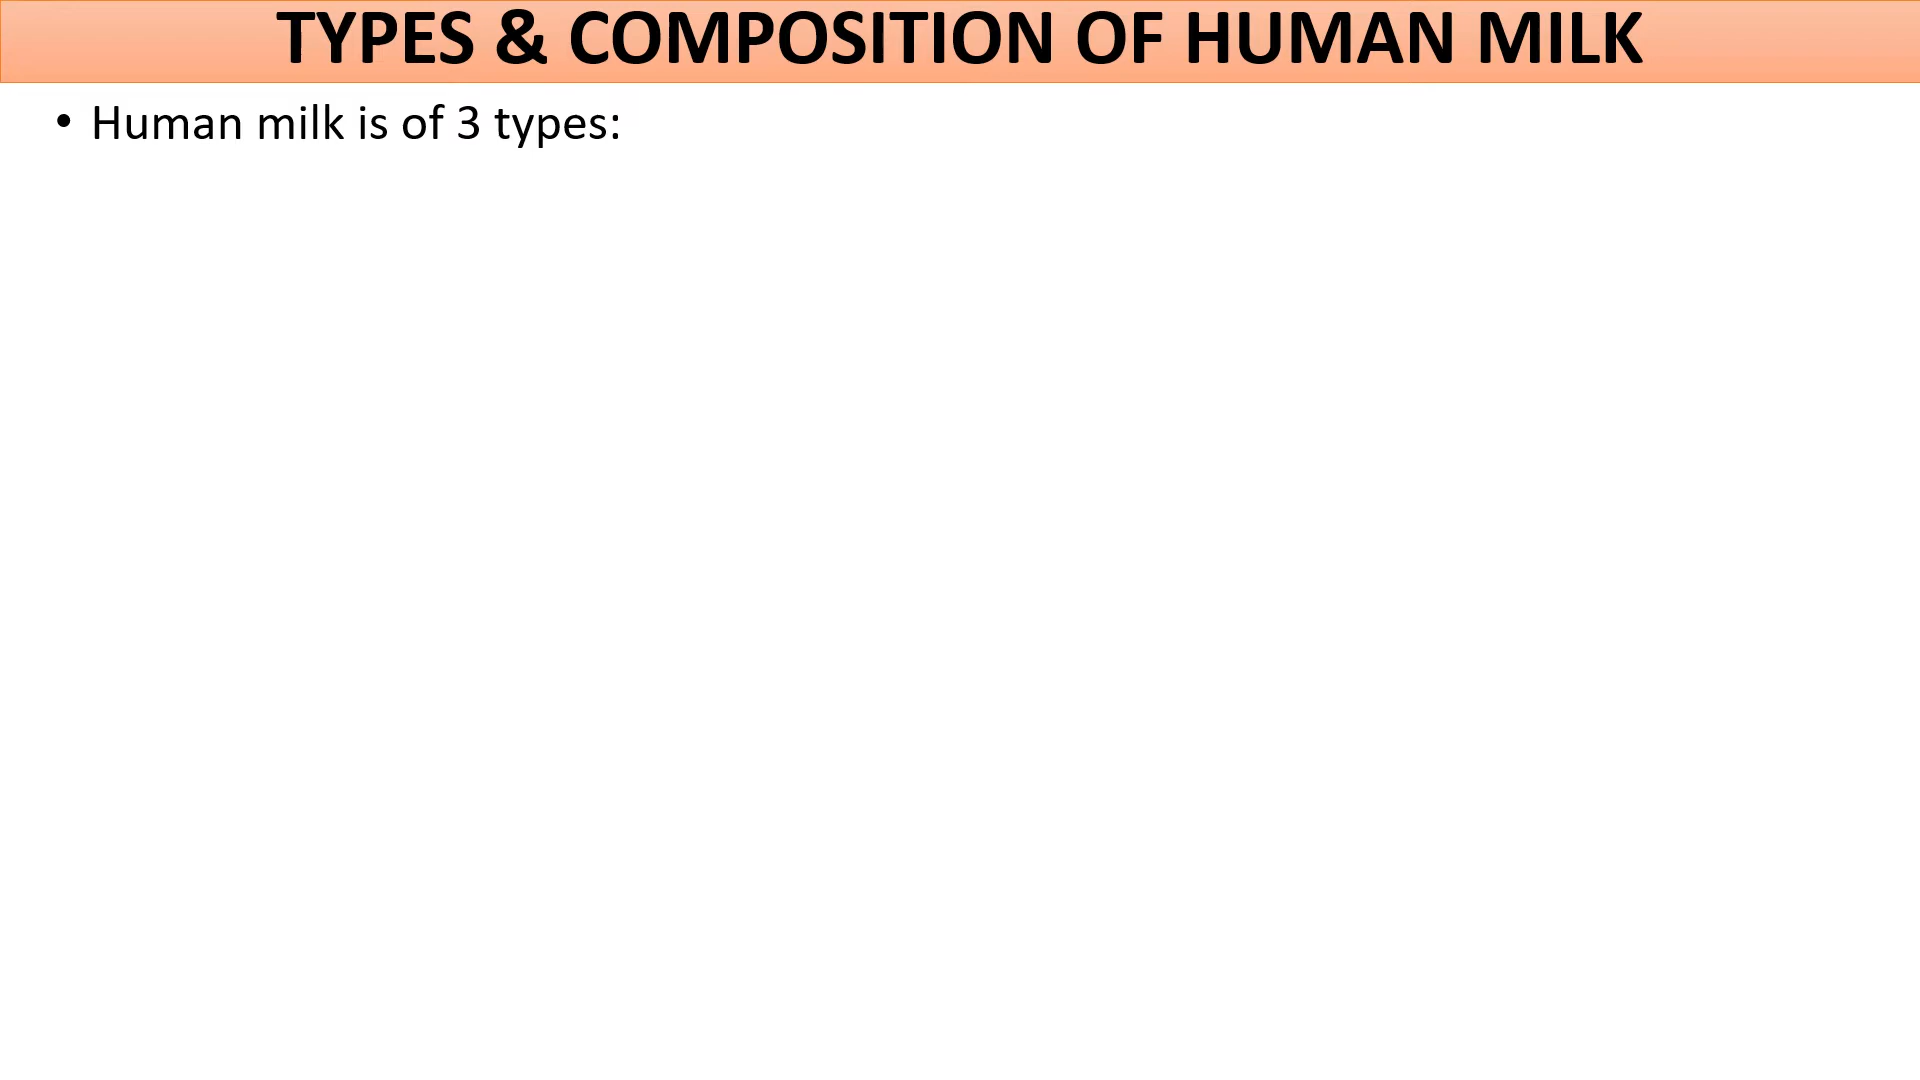 TYPES & COMPOSITION OF HUMAN MILK
• Human milk is of 3 types: